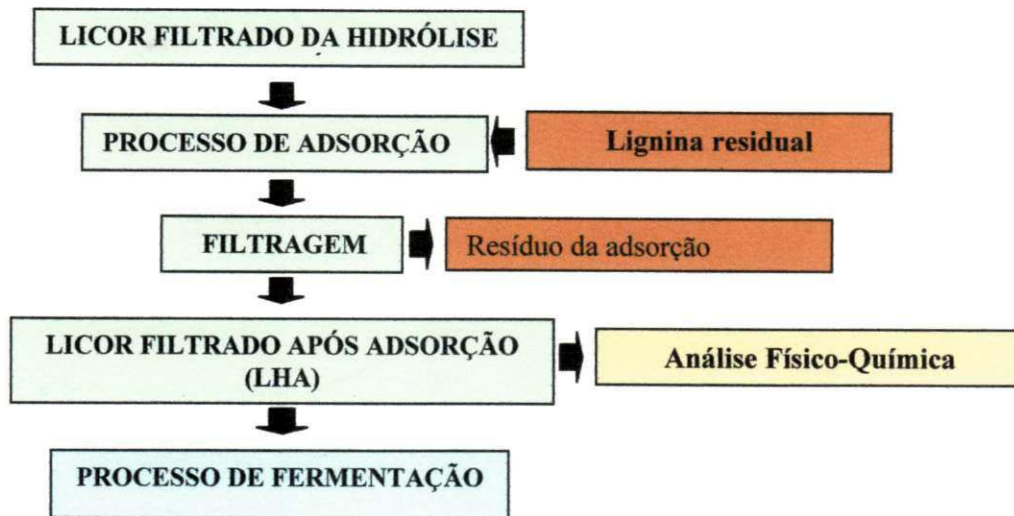 LICOR FILTRADO DA HIDRÓLISE
PROCESSO DE ADSORÇÃO
Lignina residual
FILTRAGEM
Resíduo da adsorção
LICOR FILTRADO APÓS ADSORÇÃO
(LHA)
Análise Físico-Química
PROCESSO DE FERMENTAÇÃO